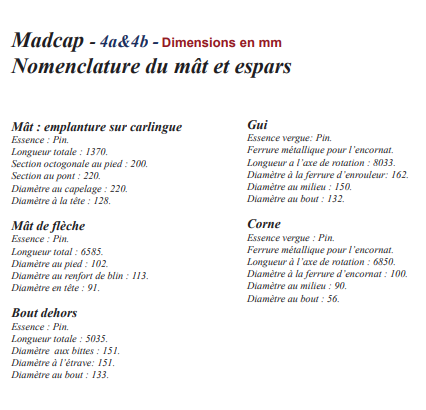 Madcap - 4a&4b - Dimensions en mm
Nomenclature du mât et espars
Mât : emplanture sur carlingue
Essence : Pin.
Longueur totale : 1370.
Section octogonale au pied : 200.
Section au pont : 220.
Diamètre au capelage : 220.
Diamètre à la tête : 128.
Mât de flèche
Essence : Pin.
Longueur total : 6585.
Diamètre au pied : 102.
Diamètre au renfort de blin : 113.
Diamètre en tête : 91.
Bout dehors
Essence : Pin.
Longueur totale : 5035.
Diamètre aux bittes : 151.
Diamètre à l'étrave: 151.
Diamètre au bout : 133.
Gui
Essence vergue: Pin.
Ferrure métallique pour l'encornat.
Longueur a l'axe de rotation : 8033.
Diamètre à la ferrure d'enrouleur: 162.
Diamètre au milieu : 150.
Diamètre au bout : 132.
Corne
Essence vergue : Pin.
Ferrure métallique pour l'encornat.
Longueur à l'axe de rotation : 6850.
Diamètre à la ferrure d'encornat : 100.
Diamètre au milieu : 90.
Diamètre au bout : 56.